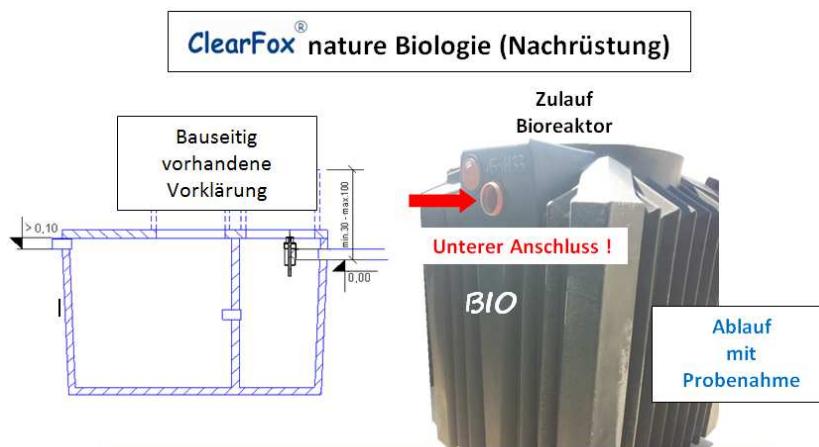 ClearFox® nature Biologie (Nachrüstung)
Bauseitig
vorhandene
Vorklärung
> 0,10
min.30 - max.100
0,00
Zulauf
Bioreaktor
Unterer Anschluss !
BIO
Ablauf
mit
Probenahme